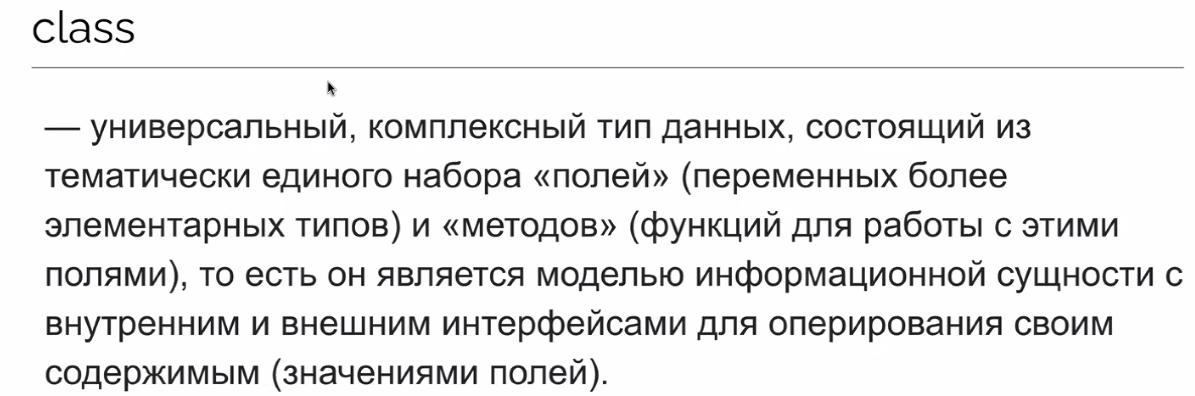 class
— универсальный, комплексный тип данных, состоящий из
тематически единого набора «полей» (переменных более
элементарных типов) и «методов» (функций для работы с этими
полями), то есть он является моделью информационной сущности с
внутренним и внешним интерфейсами для оперирования своим
содержимым (значениями полей).